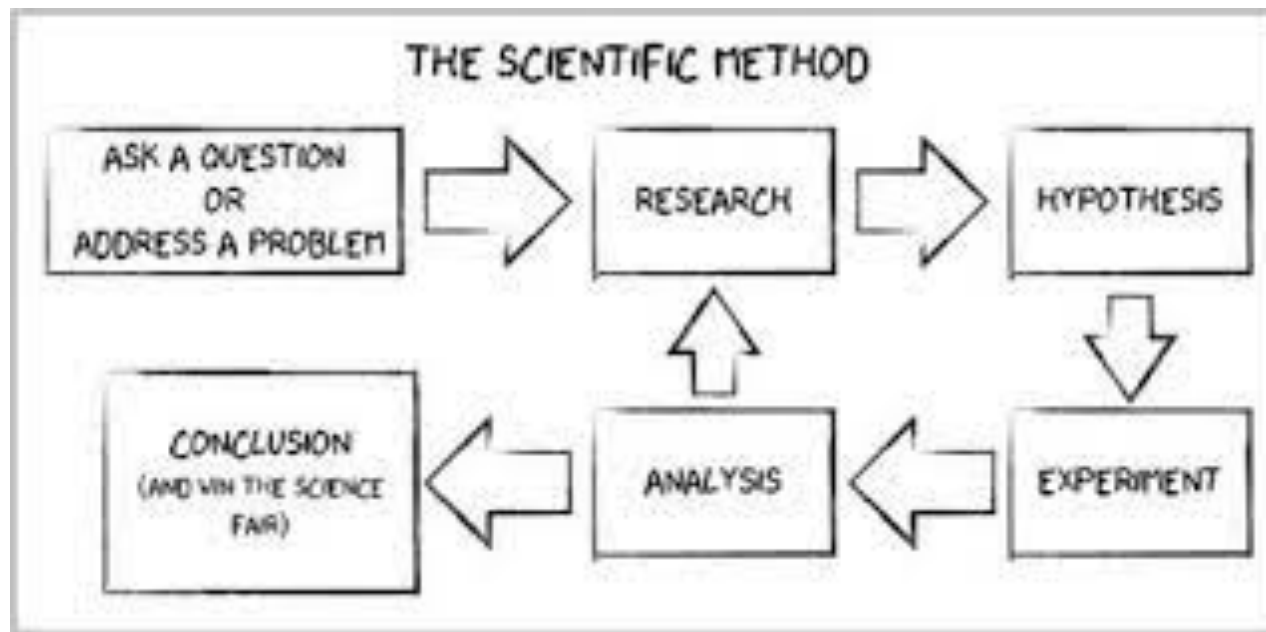 THE SCIENTIFIC METHOD
ASK A QUESTION
OR
ADDRESS A PROBLEM
RESEARCH
HYPOTHESIS
EXPERIMENT
ANALYSIS
CONCLUSION
(AND WIN THE SCIENCE
FAIR)